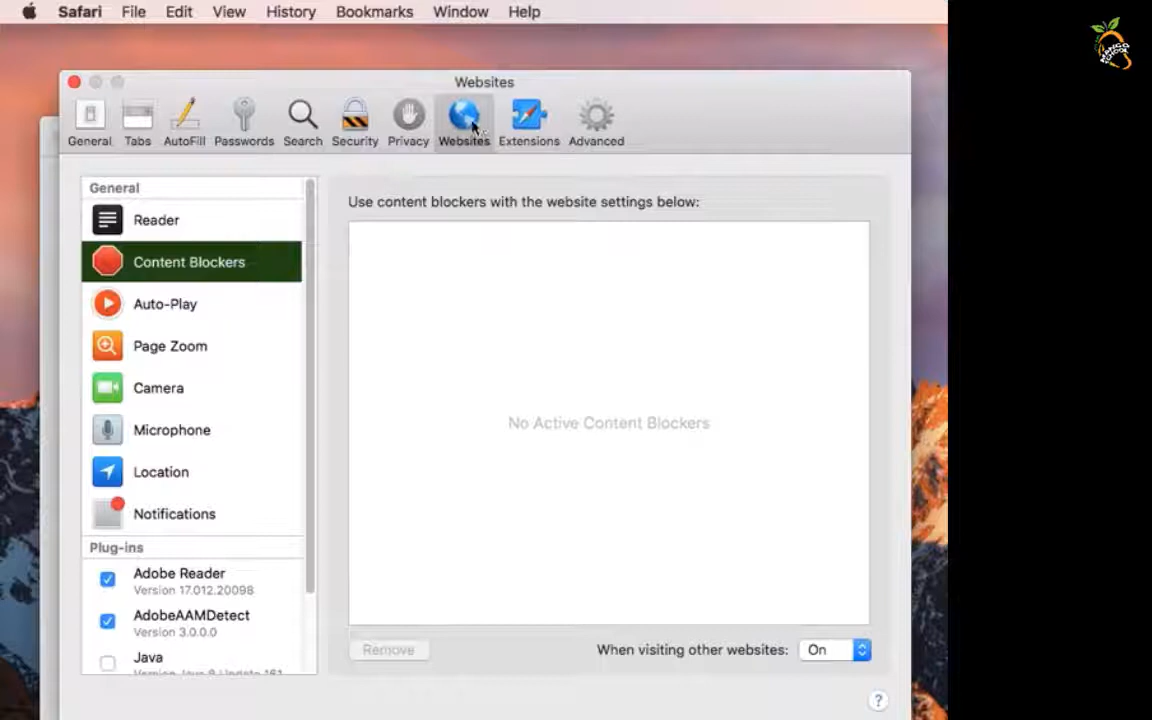 Safari File Edit View History Bookmarks Window Help
MANGO
Websites
General Tabs AutoFill Passwords Search Security Privacy Websites Extensions Advanced
General
Reader
Content Blockers
Auto-Play
Page Zoom
Camera
Microphone
Location
Notifications
Plug-ins
Adobe Reader
Version 17.012.20098
AdobeAAMDetect
Version 3.0.0.0
Java
Use content blockers with the website settings below:
No Active Content Blockers
Remove
When visiting other websites: On
?